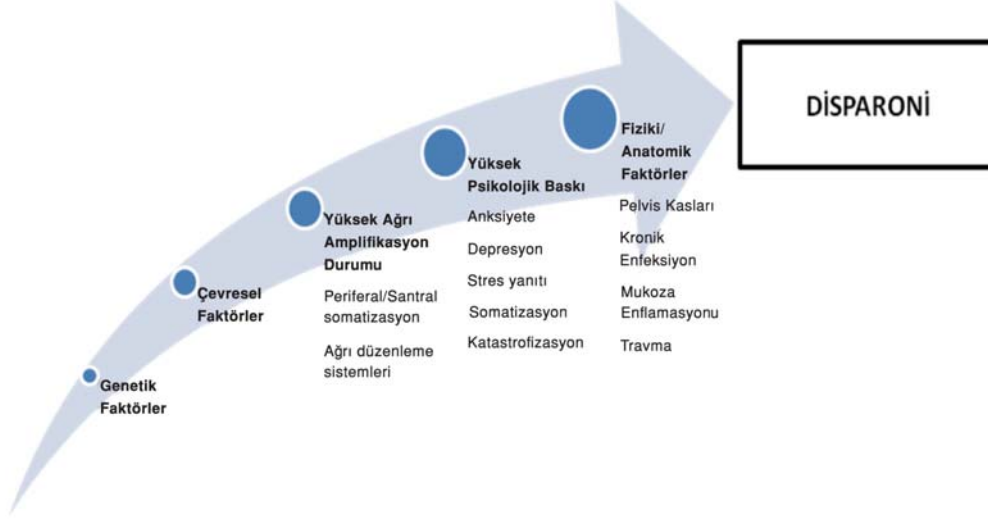 DİSPARONİ
Genetik
Faktörler
Çevresel
Faktörler
Yüksek Ağrı
Amplifikasyon
Durumu
Periferal/Santral
somatizasyon
Ağrı düzenleme
sistemleri
Yüksek
Psikolojik Baskı
Anksiyete
Depresyon
Stres yanıtı
Somatizasyon
Katastrofizasyon
Fiziki/
Anatomik
Faktörler
Pelvis Kasları
Kronik
Enfeksiyon
Mukoza
Enflamasyonu
Travma